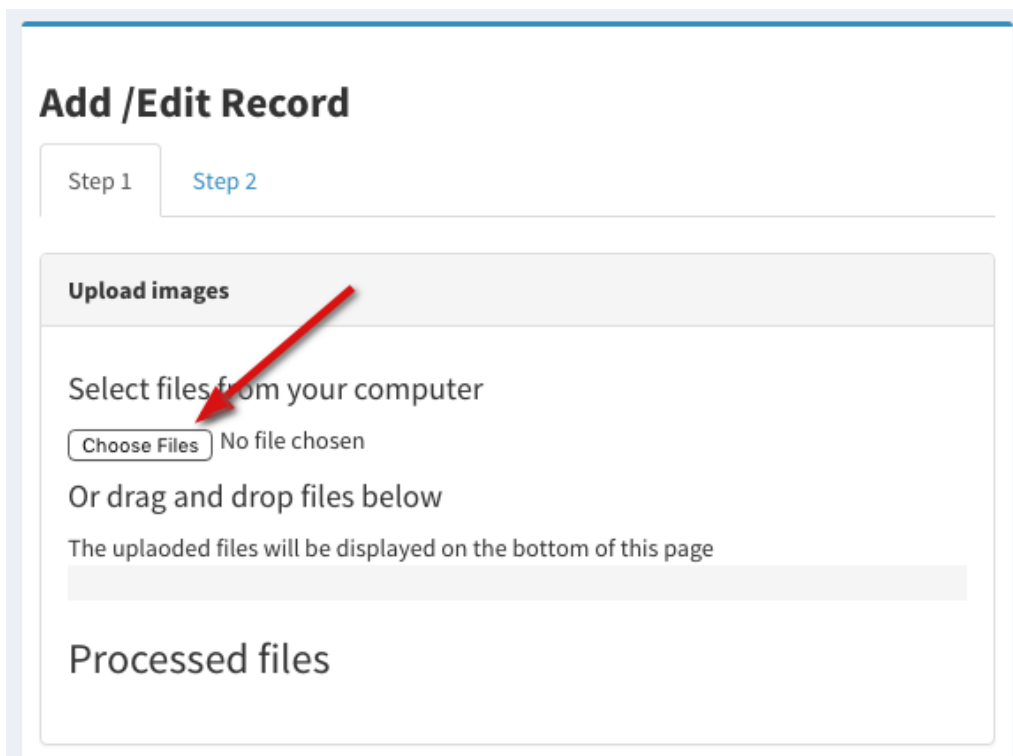 Add /Edit Record
Step 1 Step 2
Upload images
Select files from your computer
Choose Files No file chosen
Or drag and drop files below
The uplaoded files will be displayed on the bottom of this page
Processed files